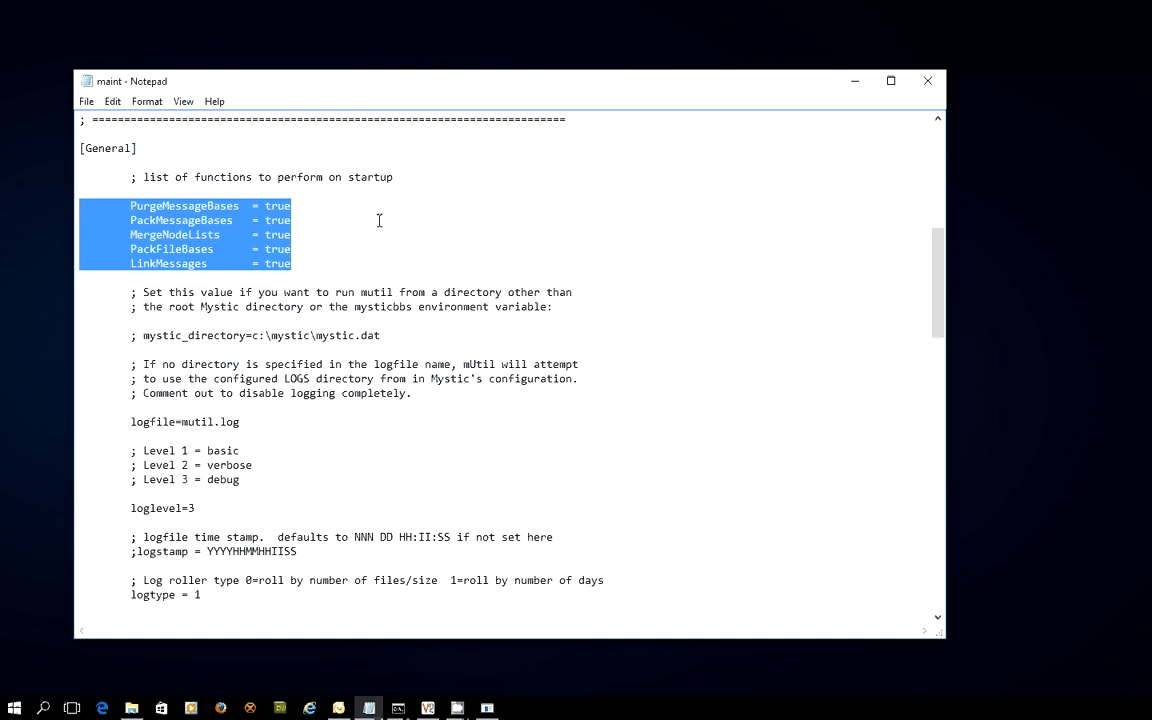 maint - Notepad
File Edit Format View Help
; ==========================================================================
[General]
; list of functions to perform on startup
PurgeMessageBases = true
PackMessageBases = true
MergeNodeLists = true
PackFileBases = true
LinkMessages = true
; Set this value if you want to run mutil from a directory other than
; the root Mystic directory or the mysticbbs environment variable:
; mystic_directory=c:\mystic\mystic.dat
; If no directory is specified in the logfile name, mUtil will attempt
; to use the configured LOGS directory from in Mystic's configuration.
; Comment out to disable logging completely.
logfile=mutil.log
; Level 1 = basic
; Level 2 = verbose
; Level 3 = debug
loglevel=3
; logfile time stamp.  defaults to NNN DD HH:II:SS if not set here
;logstamp = YYYYHHMMHHIISS
; Log roller type 0=roll by number of files/size  1=roll by number of days
logtype = 1